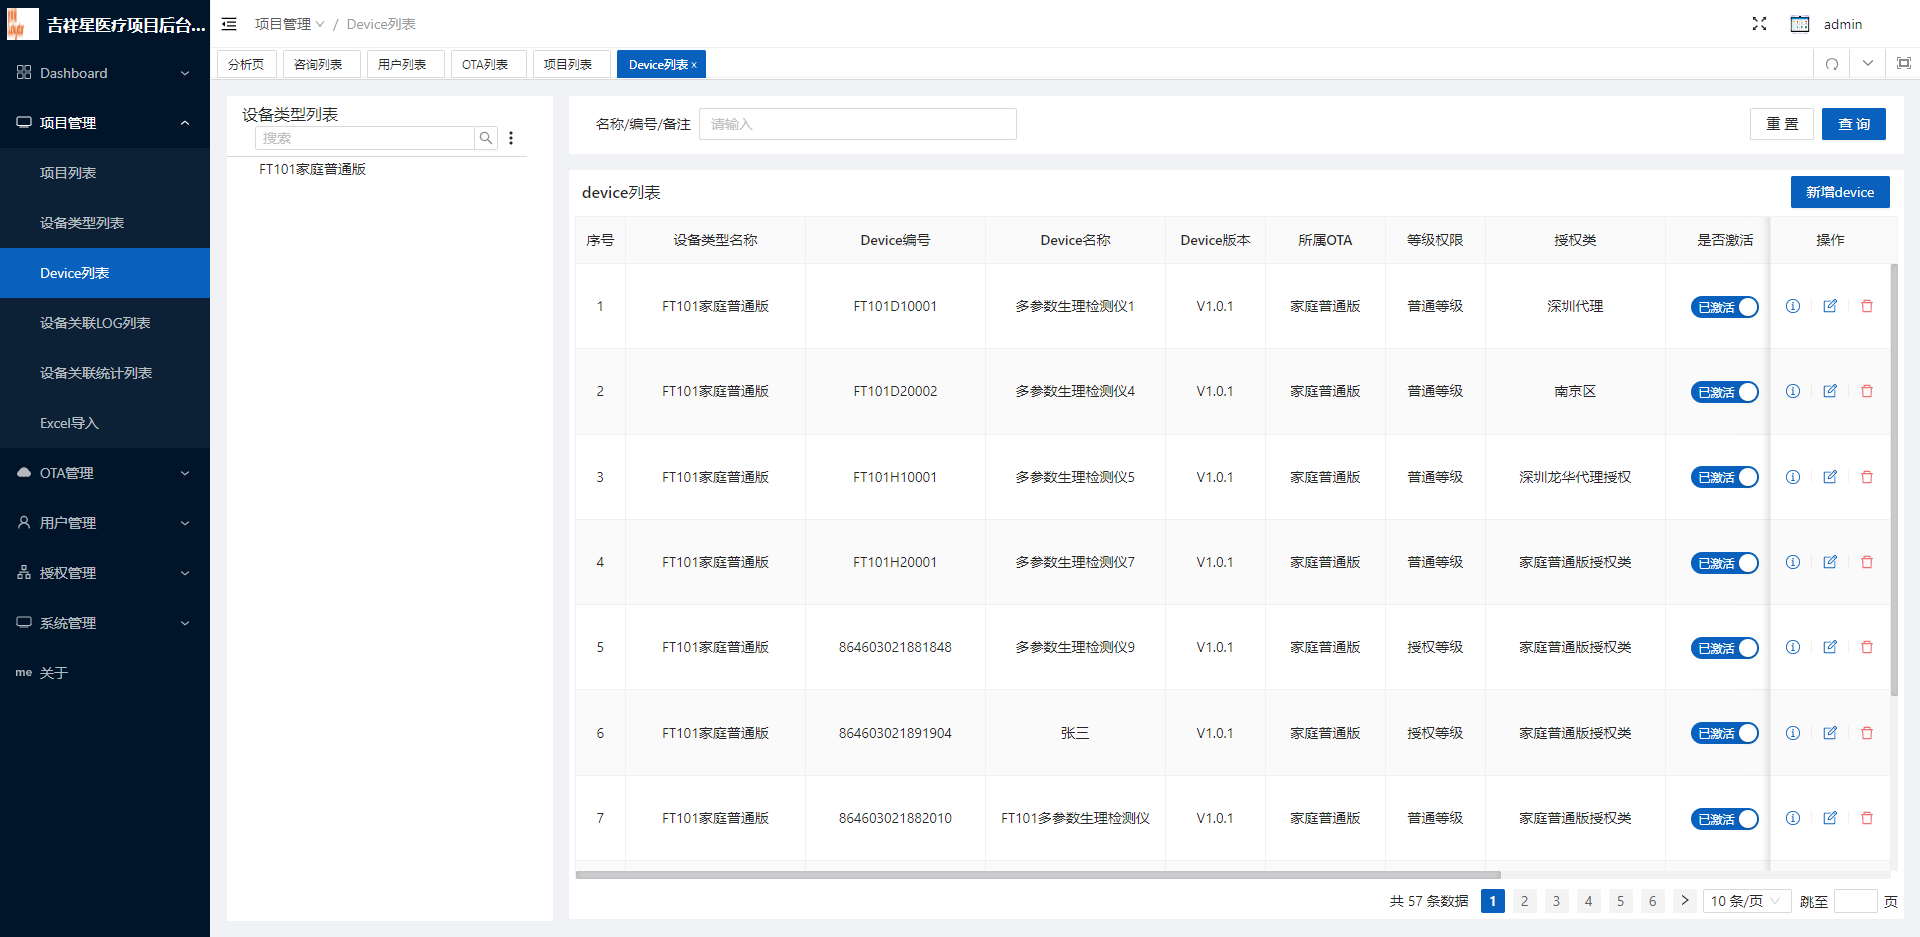 吉祥星医疗项目后台...
Dashboard
项目管理
项目列表
设备类型列表
Device列表
设备关联LOG列表
设备关联统计列表
Excel导入
OTA管理
用户管理
授权管理
系统管理
me 关于
项目管理 / Device列表
admin
分析页 咨询列表 用户列表 OTA列表 项目列表 Device列表 ×
设备类型列表
搜索
FT101家庭普通版
名称/编号/备注 请输入 重 置 查 询
device列表 新增device
序号 设备类型名称 Device编号 Device名称 Device版本 所属OTA 等级权限 授权类 是否激活 操作
1 FT101家庭普通版 FT101D10001 多参数生理检测仪1 V1.0.1 家庭普通版 普通等级 深圳代理 已激活
2 FT101家庭普通版 FT101D20002 多参数生理检测仪4 V1.0.1 家庭普通版 普通等级 南京区 已激活
3 FT101家庭普通版 FT101H10001 多参数生理检测仪5 V1.0.1 家庭普通版 普通等级 深圳龙华代理授权 已激活
4 FT101家庭普通版 FT101H20001 多参数生理检测仪7 V1.0.1 家庭普通版 普通等级 家庭普通版授权类 已激活
5 FT101家庭普通版 864603021881848 多参数生理检测仪9 V1.0.1 家庭普通版 授权等级 家庭普通版授权类 已激活
6 FT101家庭普通版 864603021891904 张三 V1.0.1 家庭普通版 授权等级 家庭普通版授权类 已激活
7 FT101家庭普通版 864603021882010 FT101多参数生理检测仪 V1.0.1 家庭普通版 普通等级 家庭普通版授权类 已激活
共 57 条数据 1 2 3 4 5 6 10 条/页 跳至 页